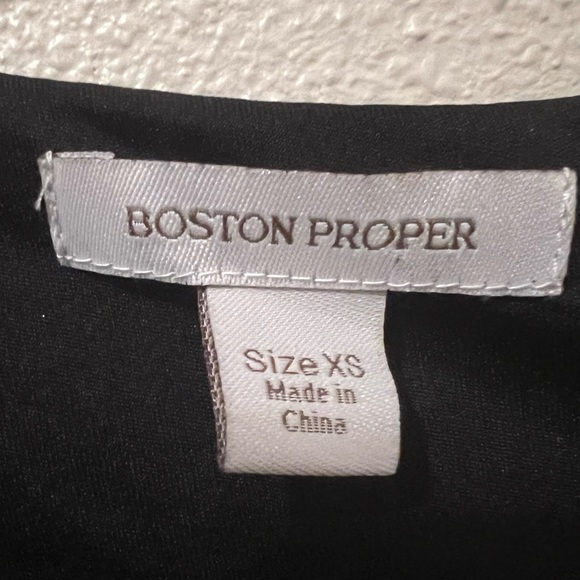 BOSTON PROPER
Size XS
Made in
China